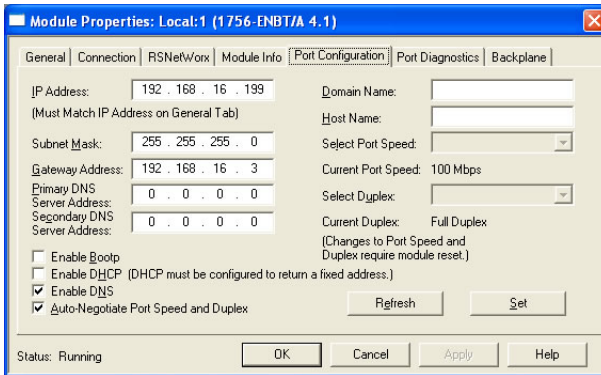 Module Properties: Local:1 (1756-ENBT/A 4.1)
General Connection RSNetWorx Module Info Port Configuration Port Diagnostics Backplane
IP Address: 192 . 168 . 16 . 199
(Must Match IP Address on General Tab)
Subnet Mask: 255 . 255 . 255 . 0
Gateway Address: 192 . 168 . 16 . 3
Primary DNS
Server Address: 0 . 0 . 0 . 0
Secondary DNS
Server Address: 0 . 0 . 0 . 0
Enable Bootp
Enable DHCP (DHCP must be configured to return a fixed address.)
Enable DNS
Auto-Negotiate Port Speed and Duplex
Domain Name:
Host Name:
Select Port Speed:
Current Port Speed: 100 Mbps
Select Duplex:
Current Duplex: Full Duplex
(Changes to Port Speed and
Duplex require module reset.)
Refresh Set
Status: Running OK Cancel Apply Help